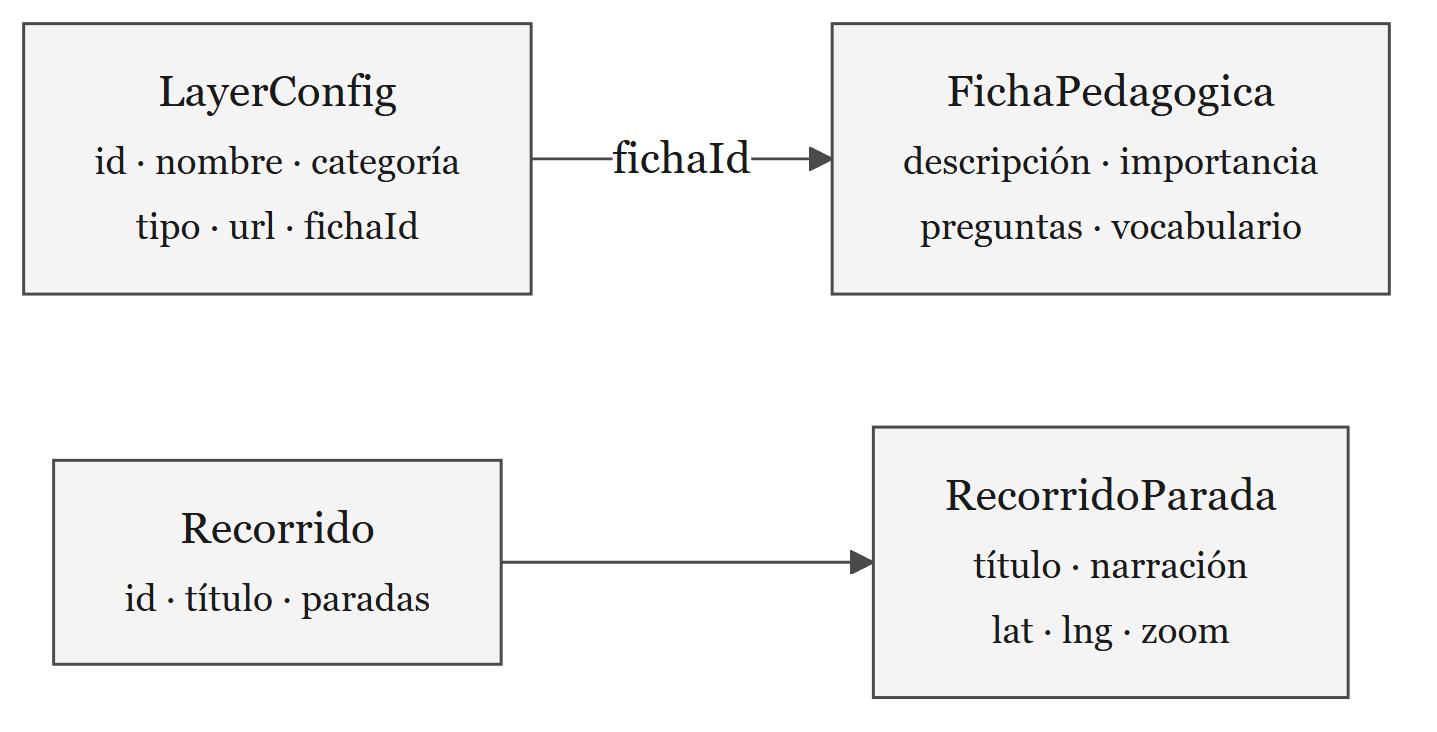 LayerConfig
id · nombre · categoría
tipo · url · fichaId
fichaId
FichaPedagogica
descripción · importancia
preguntas · vocabulario
Recorrido
id · título · paradas
RecorridoParada
título · narración
lat · lng · zoom